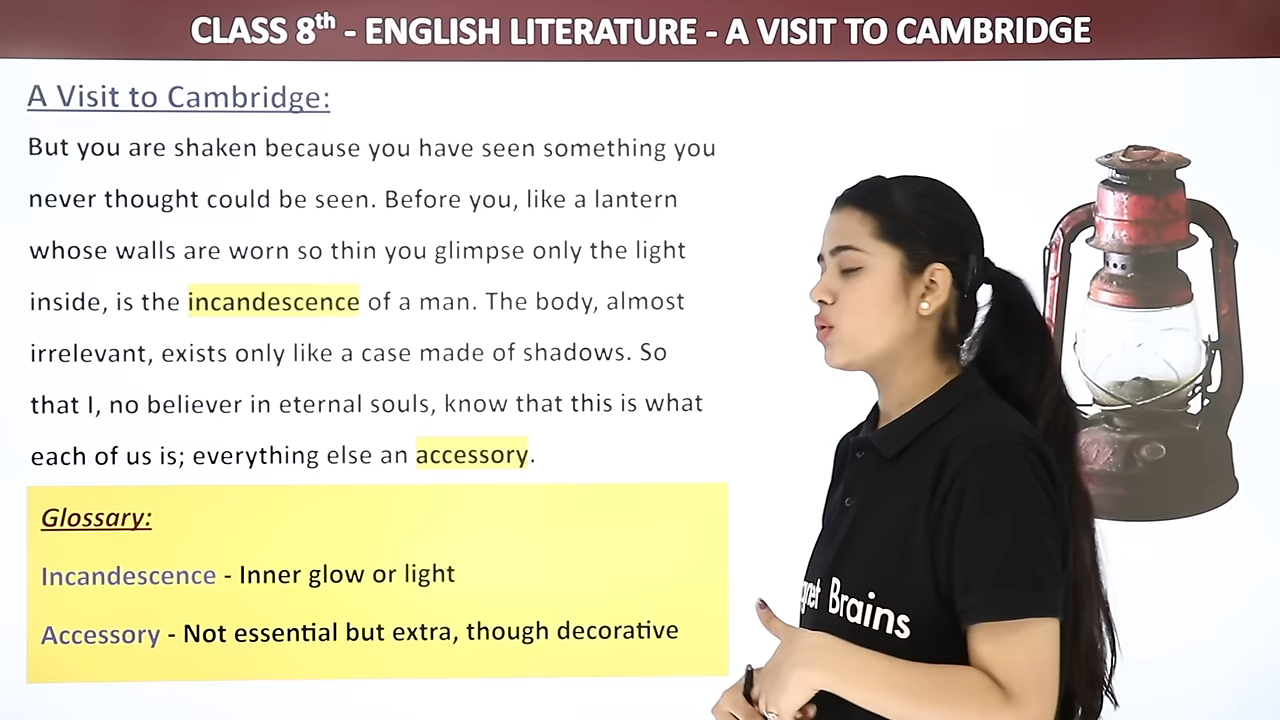 CLASS 8th - ENGLISH LITERATURE - A VISIT TO CAMBRIDGE
A Visit to Cambridge:
But you are shaken because you have seen something you
never thought could be seen. Before you, like a lantern
whose walls are worn so thin you glimpse only the light
inside, is the incandescence of a man. The body, almost
irrelevant, exists only like a case made of shadows. So
that I, no believer in eternal souls, know that this is what
each of us is; everything else an accessory.
Glossary:
Incandescence - Inner glow or light
Accessory - Not essential but extra, though decorative
Brains